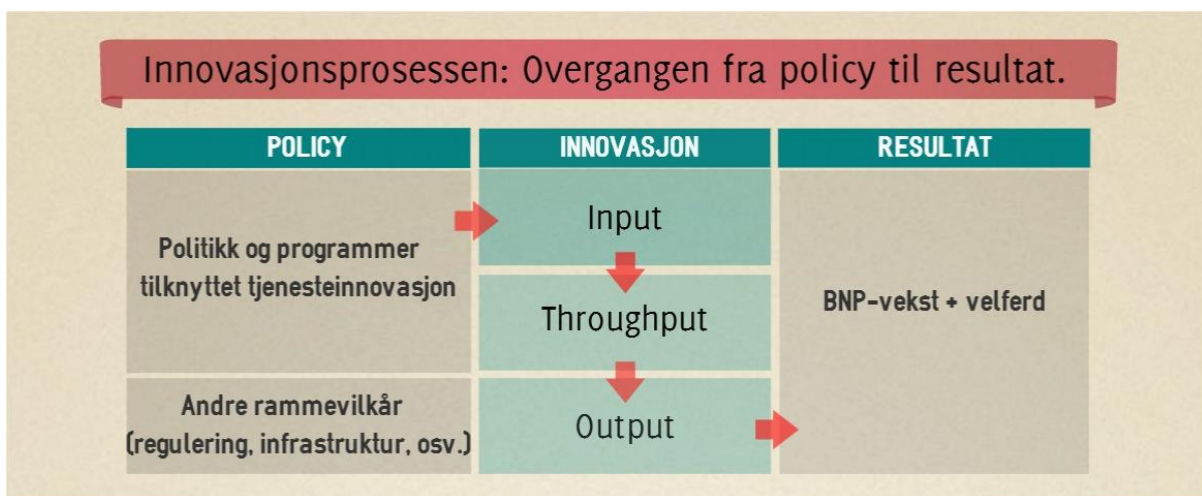 Innovasjonsprosessen: Overgangen fra policy til resultat.
POLICY
INNOVASJON
RESULTAT
Politikk og programmer
tilknyttet tjenesteinnovasjon
Andre rammevilkår
(regulering, infrastruktur, osv.)
Input
Throughput
Output
BNP-vekst + velferd